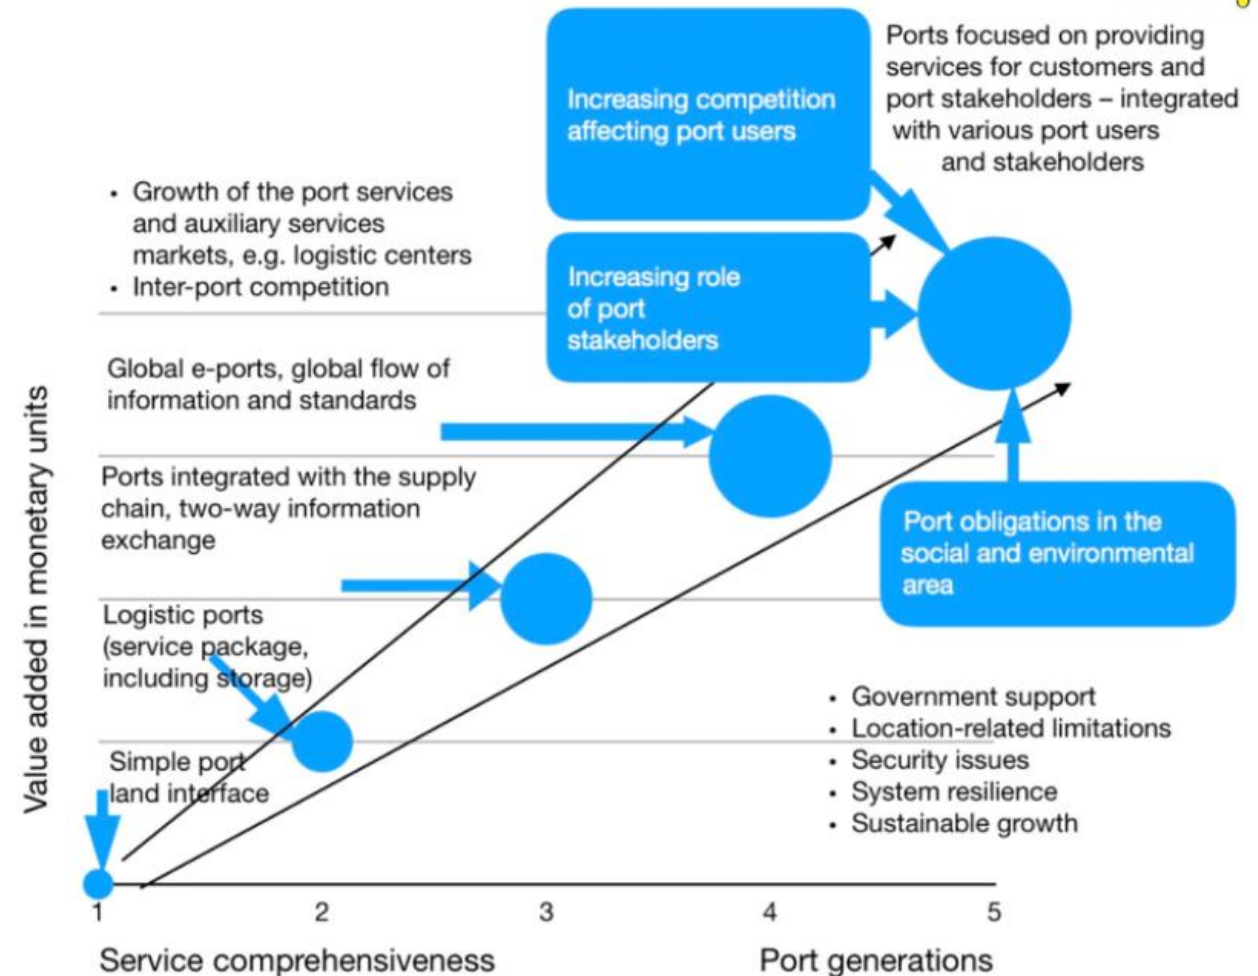 Increasing competition
affecting port users
Ports focused on providing
services for customers and
port stakeholders – integrated
with various port users
and stakeholders
• Growth of the port services
and auxiliary services
markets, e.g. logistic centers
• Inter-port competition
Increasing role
of port
stakeholders
Global e-ports, global flow of
information and standards
Ports integrated with the supply
chain, two-way information
exchange
Port obligations in the
social and environmental
area
Logistic ports
(service package,
including storage)
Simple port
land interface
• Government support
• Location-related limitations
• Security issues
• System resilience
• Sustainable growth
Value added in monetary units
1 2 3 4 5
Service comprehensiveness Port generations